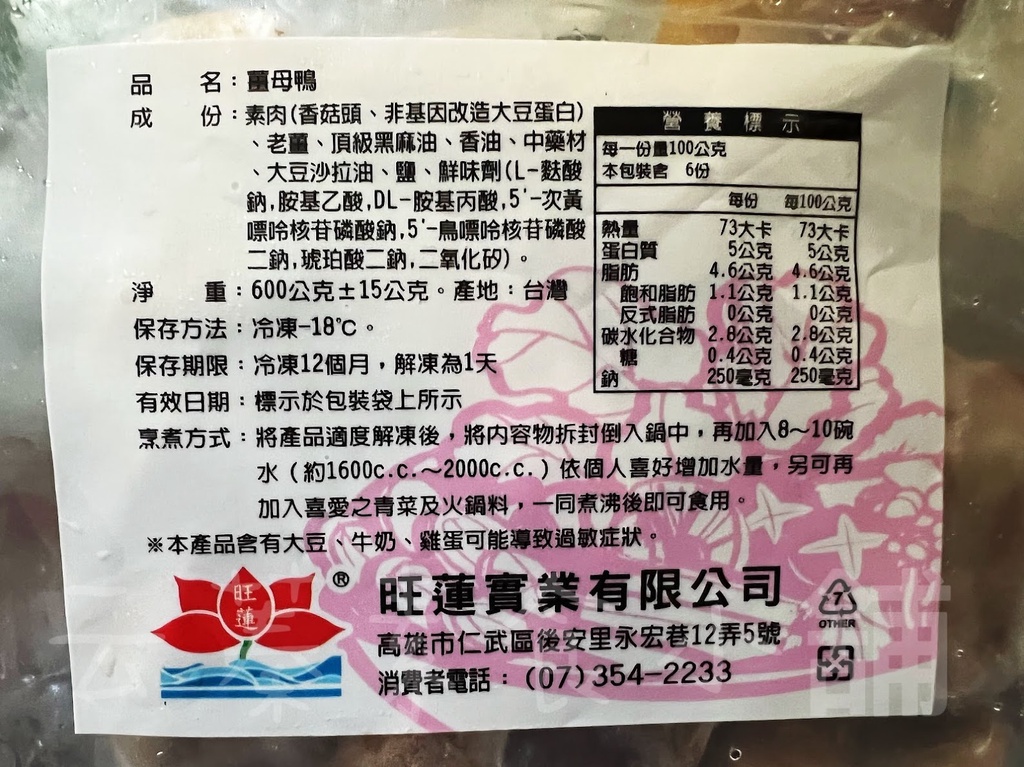 品名：薑母鴨
成份：素肉(香菇頭、非基因改造大豆蛋白)
、老薑、頂級黑麻油、香油、中藥材
、大豆沙拉油、鹽、鮮味劑(L-麩酸
鈉,胺基乙酸,DL-胺基丙酸,5'-次黃
嘌呤核苷磷酸鈉,5'-鳥嘌呤核苷磷酸
二鈉,琥珀酸二鈉,二氧化矽)。
淨重：600公克±15公克。產地：台灣
保存方法：冷凍-18℃。
保存期限：冷凍12個月，解凍為1天
有效日期：標示於包裝袋上所示
營養標示
每一份量100公克
本包裝含 6份
每份 每100公克
熱量 73大卡 73大卡
蛋白質 5公克 5公克
脂肪 4.6公克 4.6公克
飽和脂肪 1.1公克 1.1公克
反式脂肪 0公克 0公克
碳水化合物 2.8公克 2.8公克
糖 0.4公克 0.4公克
鈉 250毫克 250毫克
烹煮方式：將產品適度解凍後，將內容物拆封倒入鍋中，再加入8～10碗
水（約1600c.c.～2000c.c.）依個人喜好增加水量，另可再
加入喜愛之青菜及火鍋料，一同煮沸後即可食用。
※本產品含有大豆、牛奶、雞蛋可能導致過敏症狀。
旺蓮
®
旺蓮實業有限公司
高雄市仁武區後安里永宏巷12弄5號
消費者電話：(07)354-2233
7
OTHER